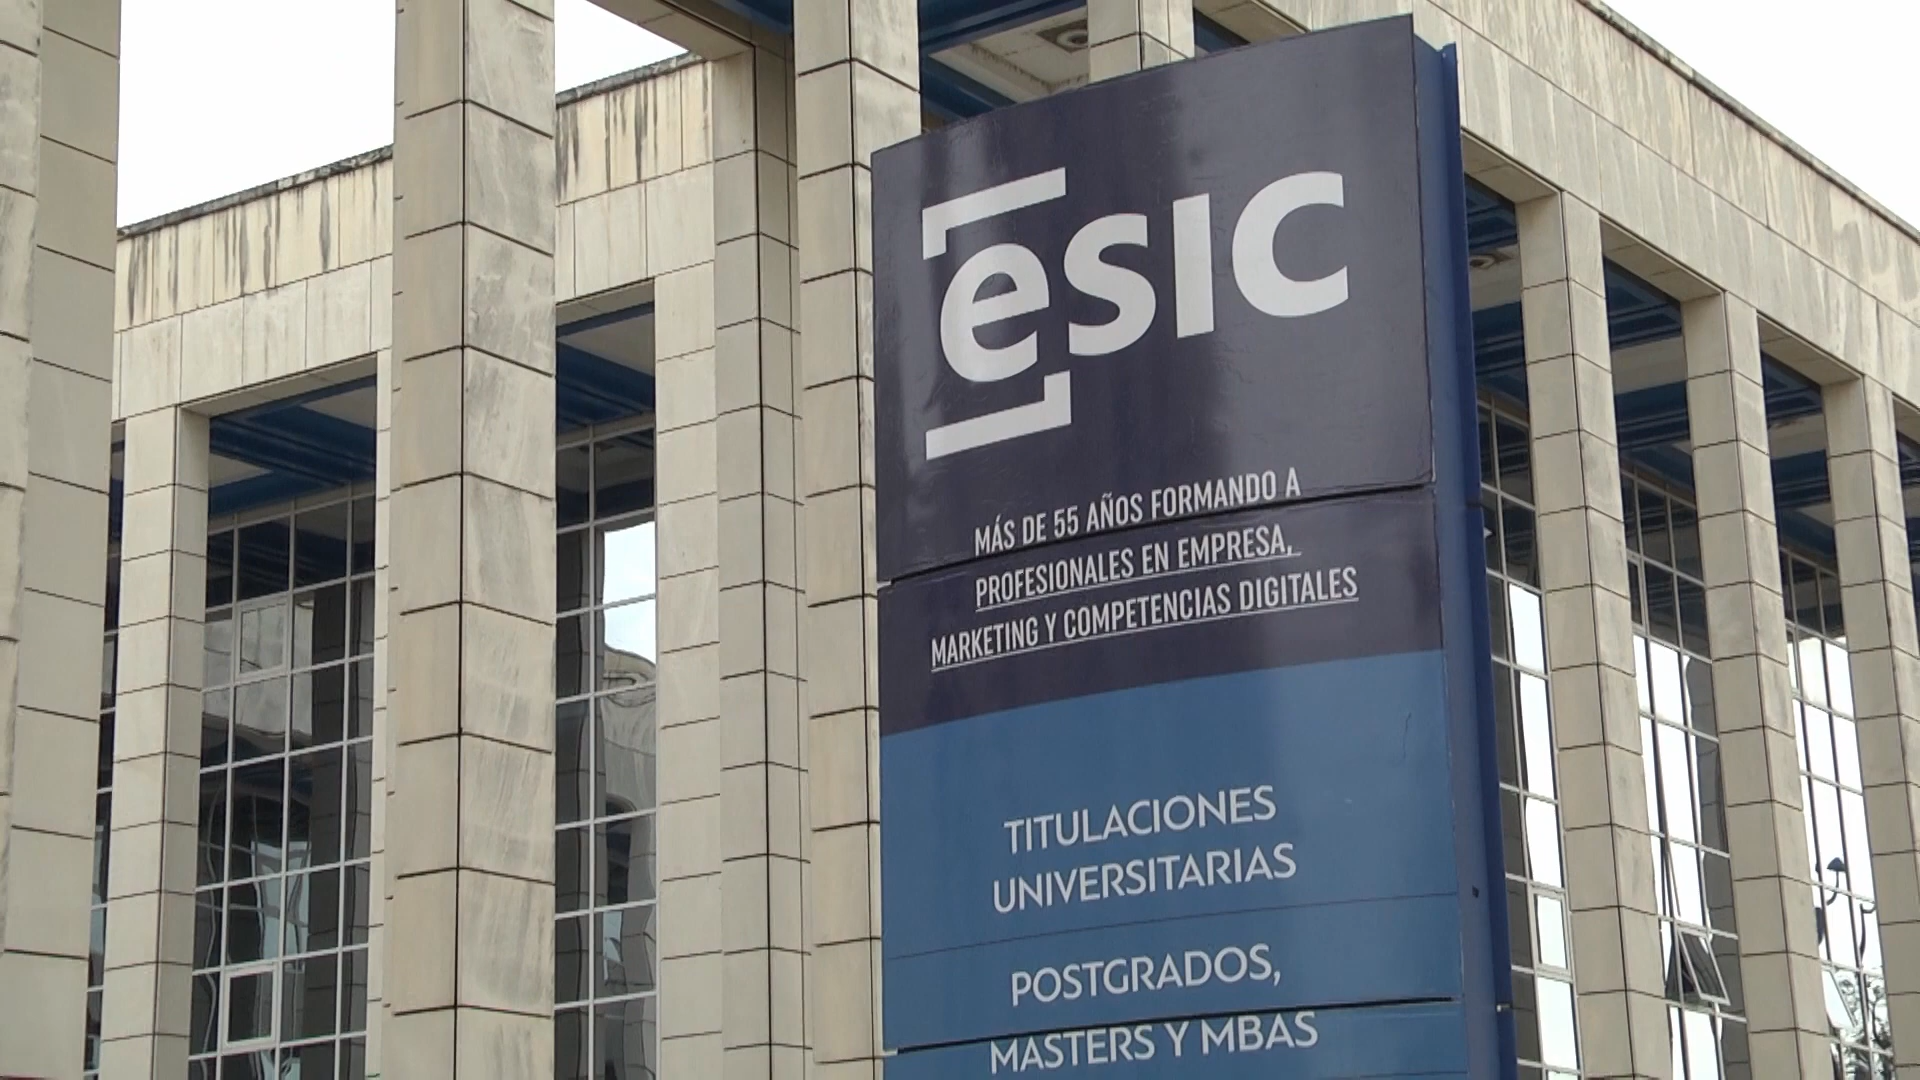 esic
MÁS DE 55 AÑOS FORMANDO A
PROFESIONALES EN EMPRESA,
MARKETING Y COMPETENCIAS DIGITALES
TITULACIONES
UNIVERSITARIAS
POSTGRADOS,
MASTERS Y MBAS